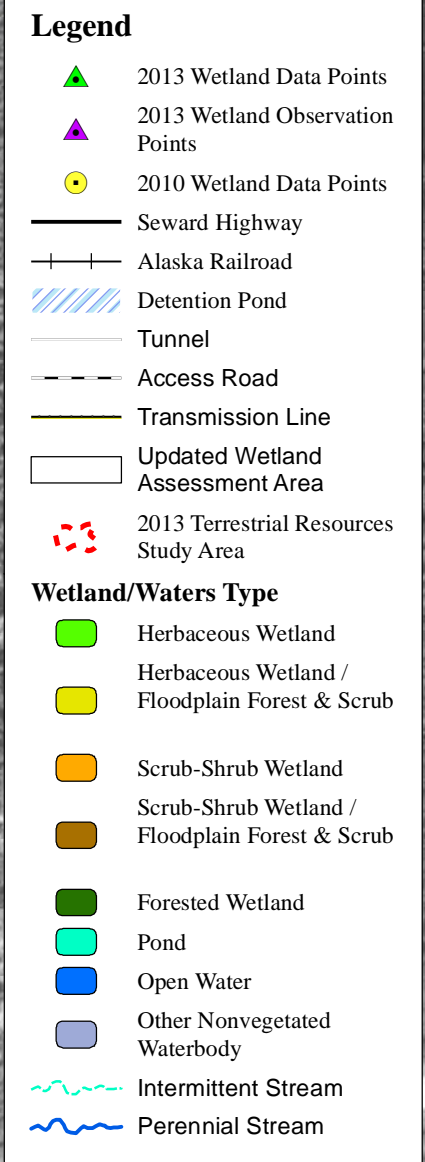 Legend
2013 Wetland Data Points
2013 Wetland Observation
Points
2010 Wetland Data Points
Seward Highway
Alaska Railroad
Detention Pond
Tunnel
Access Road
Transmission Line
Updated Wetland
Assessment Area
2013 Terrestrial Resources
Study Area
Wetland/Waters Type
Herbaceous Wetland
Herbaceous Wetland /
Floodplain Forest & Scrub
Scrub-Shrub Wetland
Scrub-Shrub Wetland /
Floodplain Forest & Scrub
Forested Wetland
Pond
Open Water
Other Nonvegetated
Waterbody
Intermittent Stream
Perennial Stream